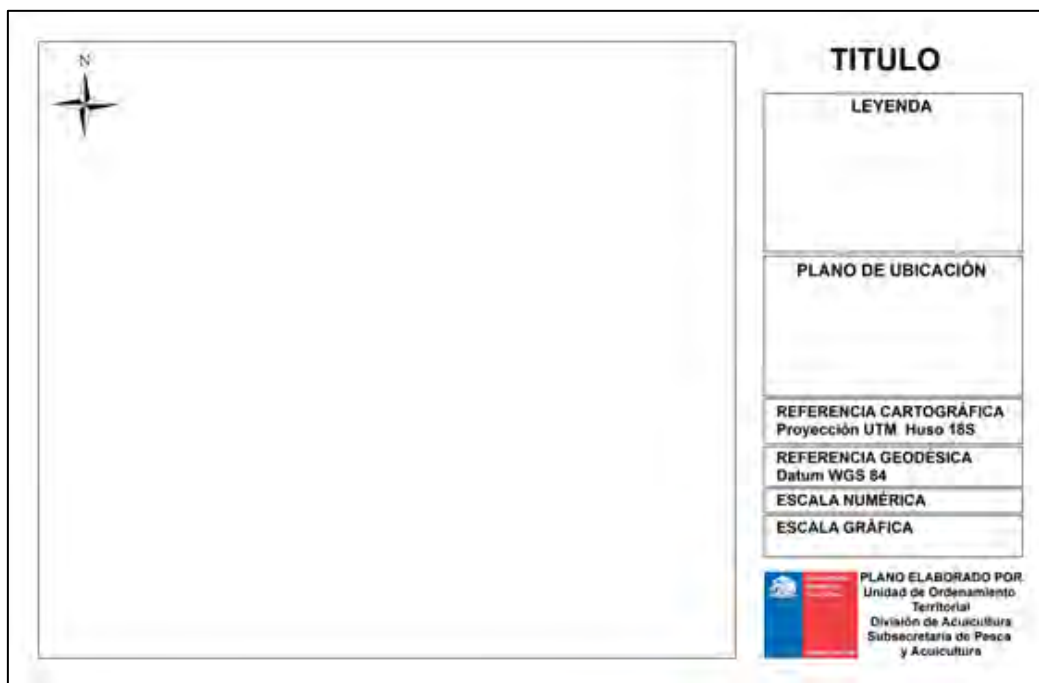 N
TITULO
LEYENDA
PLANO DE UBICACIÓN
REFERENCIA CARTOGRÁFICA
Proyección UTM Huso 18S
REFERENCIA GEODÉSICA
Datum WGS 84
ESCALA NUMÉRICA
ESCALA GRÁFICA
PLANO ELABORADO POR
Unidad de Ordenamiento
Territorial
División de Acuicultura
Subsecretaría de Pesca
y Acuicultura